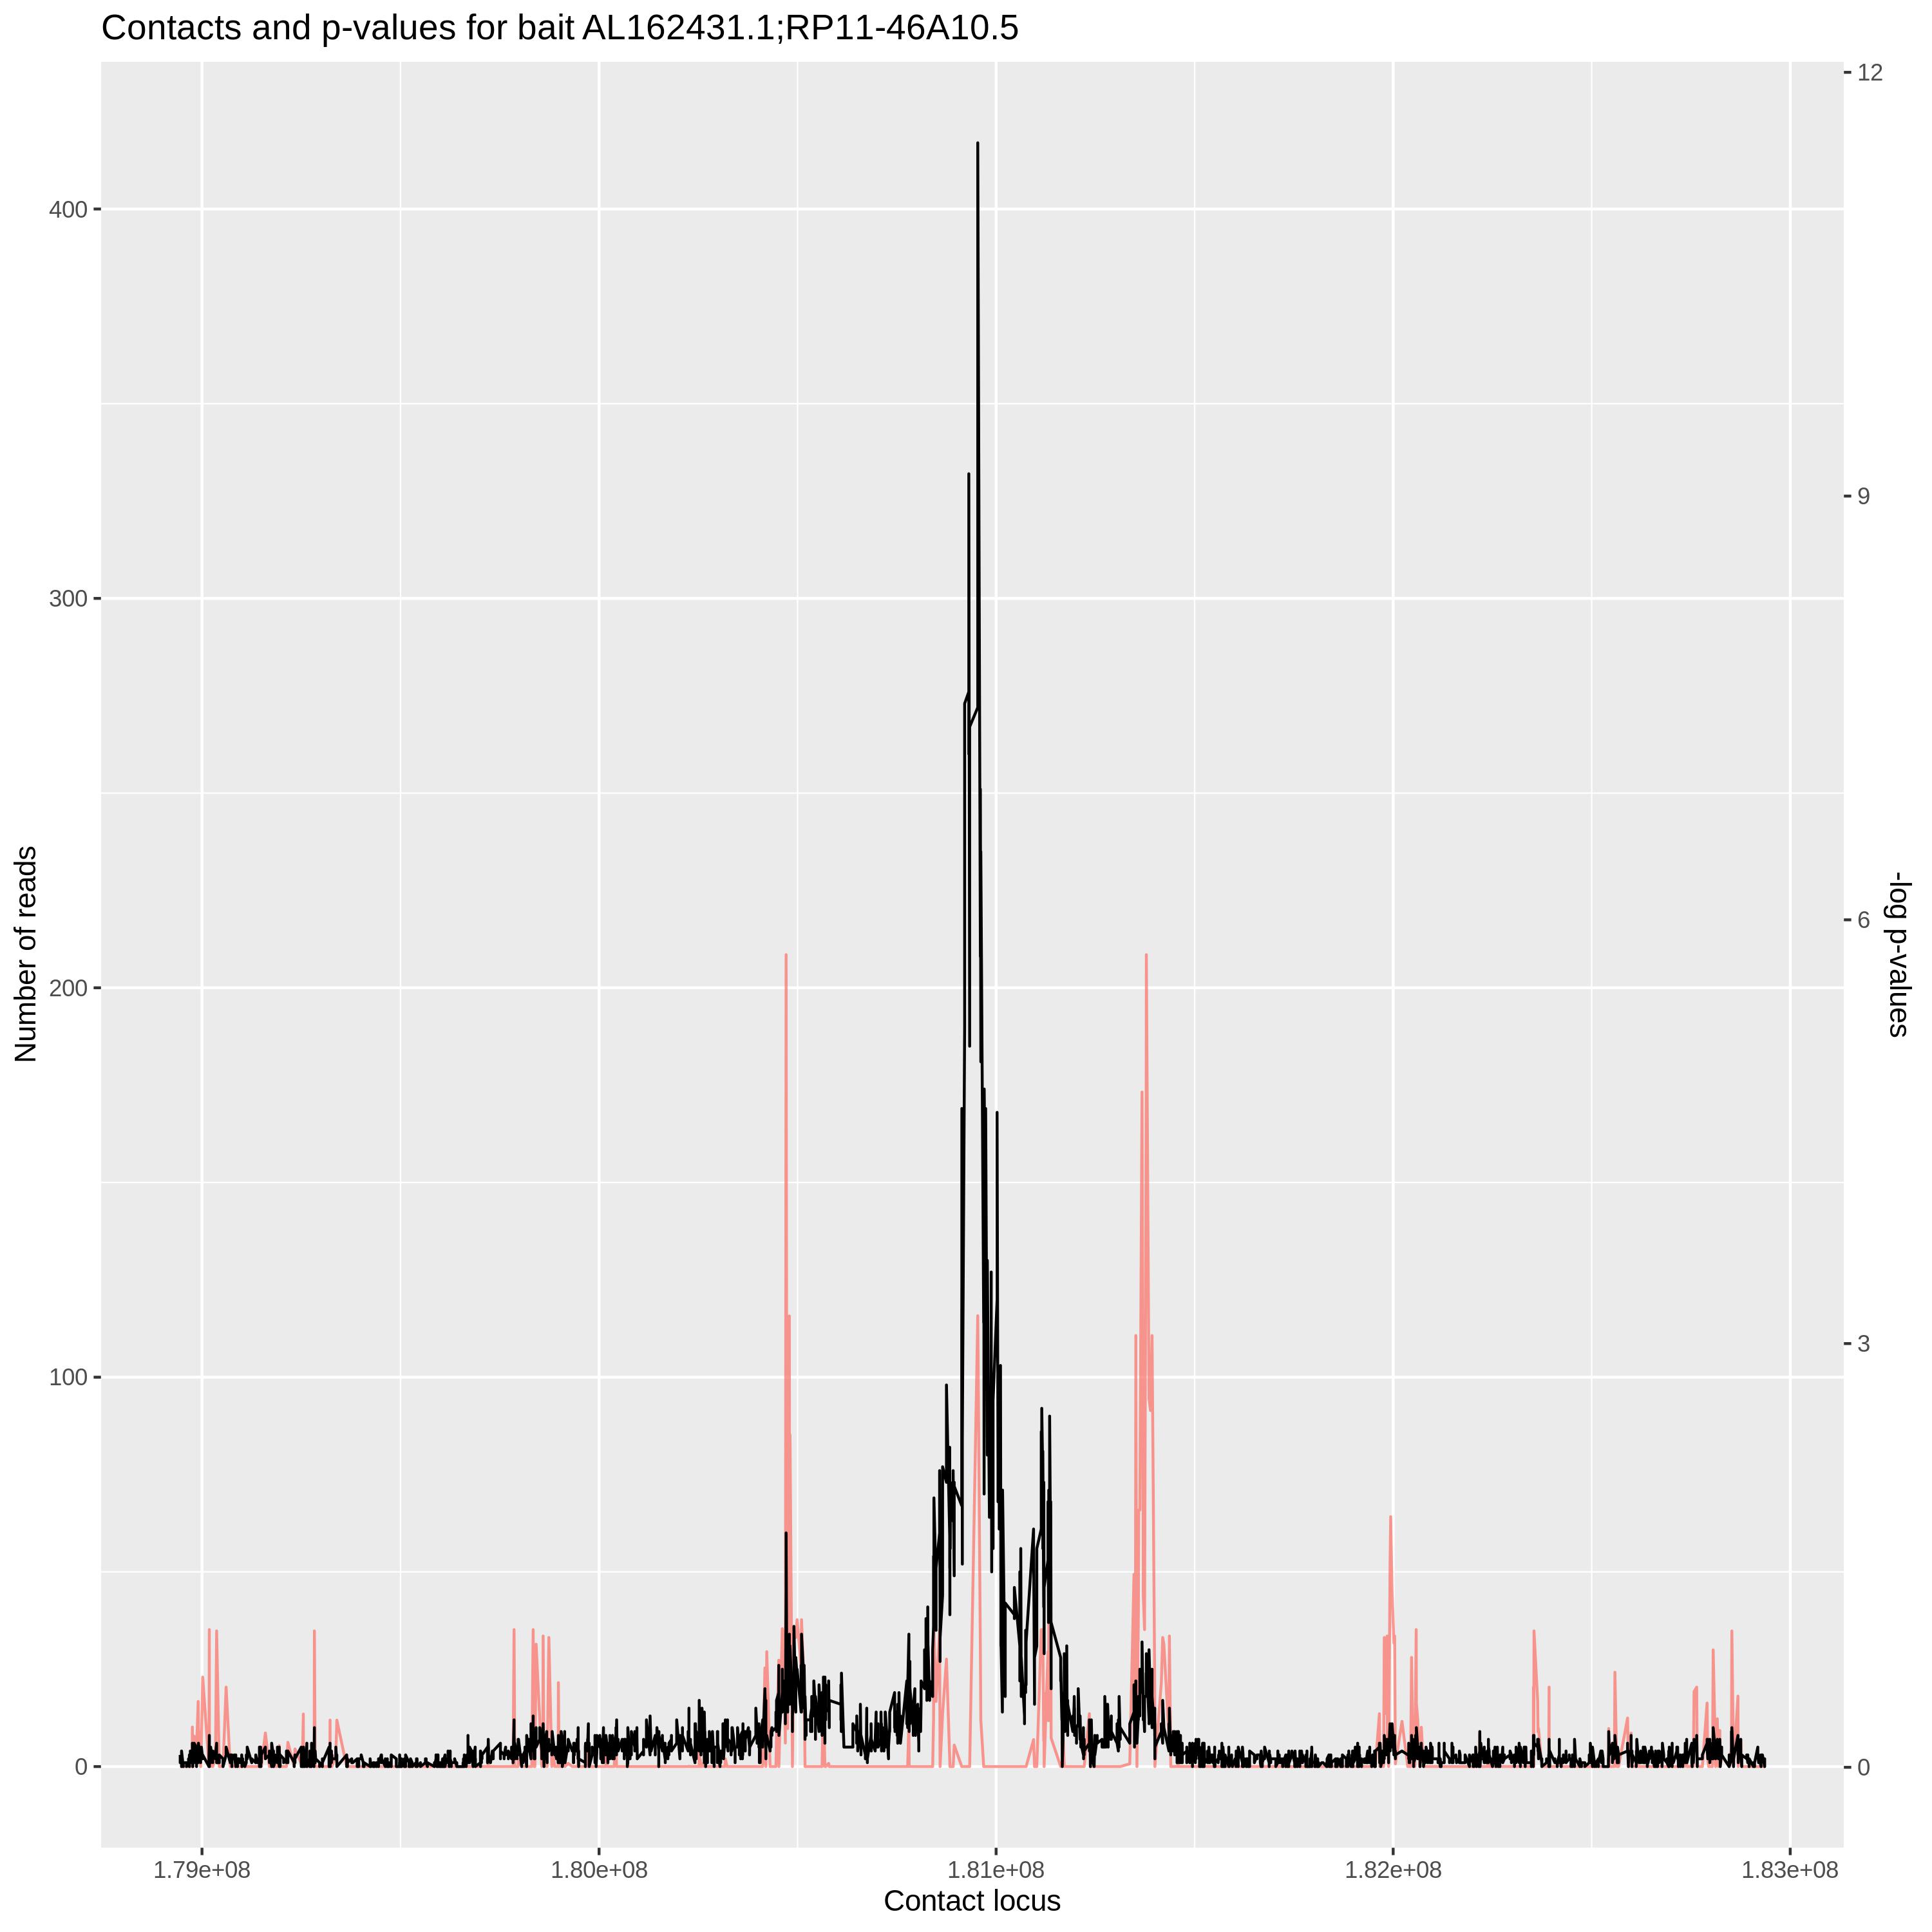 Contacts and p-values for bait AL162431.1;RP11-46A10.5
400
300
200
100
0
Number of reads
12
9
6
3
0
-log p-values
1.79e+08 1.80e+08 1.81e+08 1.82e+08 1.83e+08
Contact locus